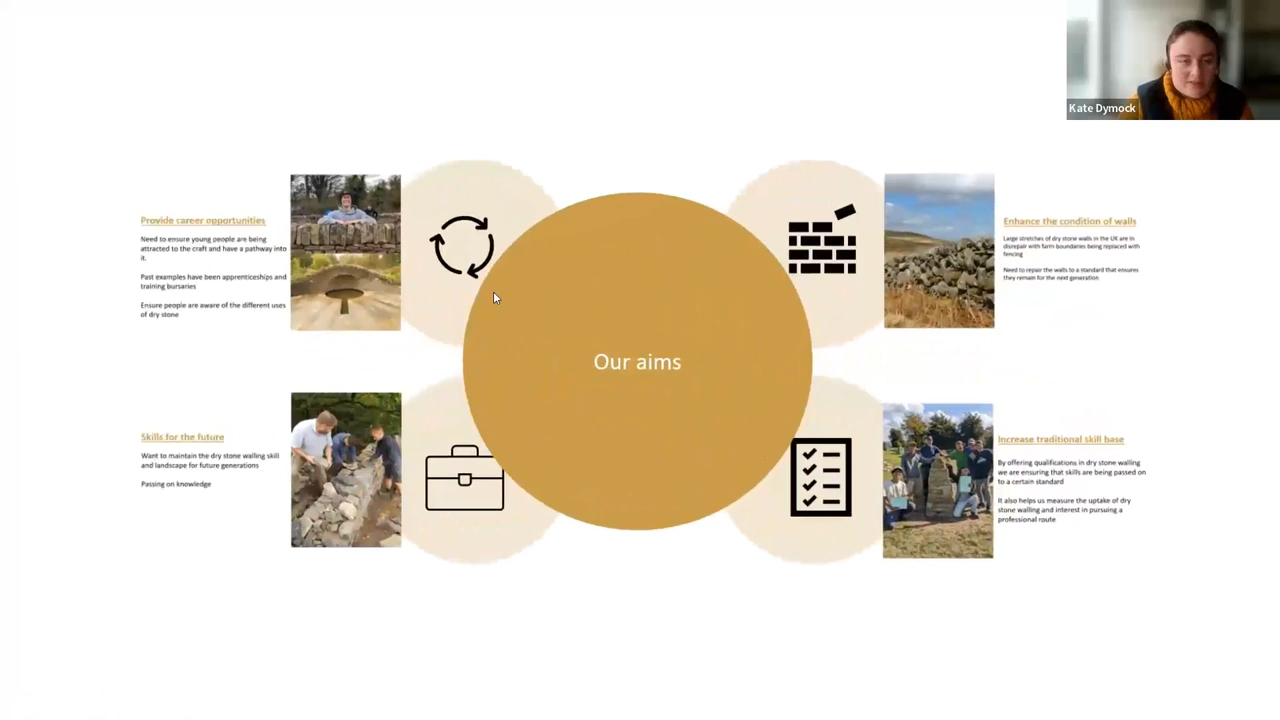 Kate Dymock
Provide career opportunities
Need to ensure young people are being
attracted to the craft and have a pathway into
it.
Past examples have been apprenticeships and
training bursaries
Ensure people are aware of the different uses
of dry stone
Enhance the condition of walls
Large stretches of dry stone walls in the UK are in
disrepair with farm boundaries being replaced with
fencing
Need to repair the walls to a standard that ensures
they remain for the next generation
Our aims
Skills for the future
Want to maintain the dry stone walling skill
and landscape for future generations
Passing on knowledge
Increase traditional skill base
By offering qualifications in dry stone walling
we are ensuring that skills are being passed on
to a certain standard
It also helps us measure the uptake of dry
stone walling and interest in pursuing a
professional route